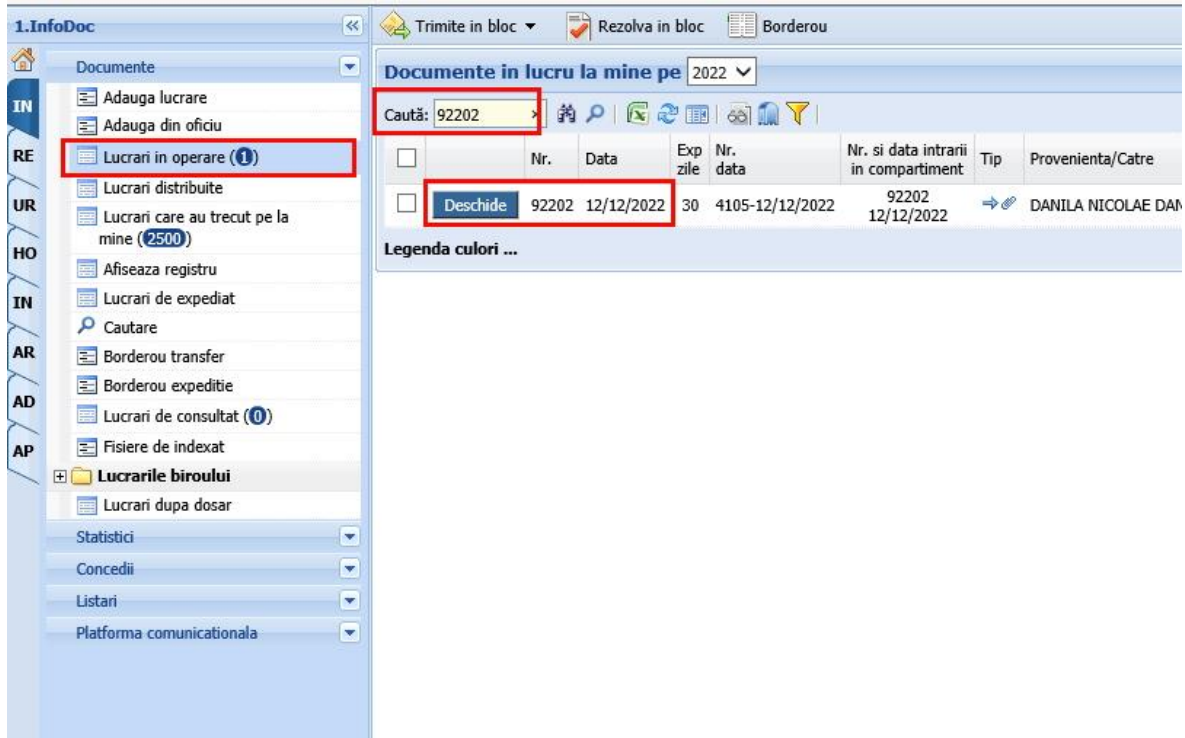 1.InfoDoc
Trimite in bloc
Rezolva in bloc
Borderou
Documente
Adauga lucrare
Adauga din oficiu
Lucrari in operare (1)
Lucrari distribuite
Lucrari care au trecut pe la
mine (2500)
Afiseaza registru
Lucrari de expediat
Cautare
Borderou transfer
Borderou expeditie
Lucrari de consultat (0)
Fisiere de indexat
Lucrarile biroului
Lucrari dupa dosar
Statistici
Concedii
Listari
Platforma comunicationala
IN
RE
UR
HO
IN
AR
AD
AP
Documente in lucru la mine pe 2022
Caută: 92202
Nr. Data Exp zile Nr. data Nr. si data intrarii in compartiment Tip Provenienta/Catre
Deschide 92202 12/12/2022 30 4105-12/12/2022 92202 12/12/2022 DANILA NICOLAE DAN
Legenda culori ...